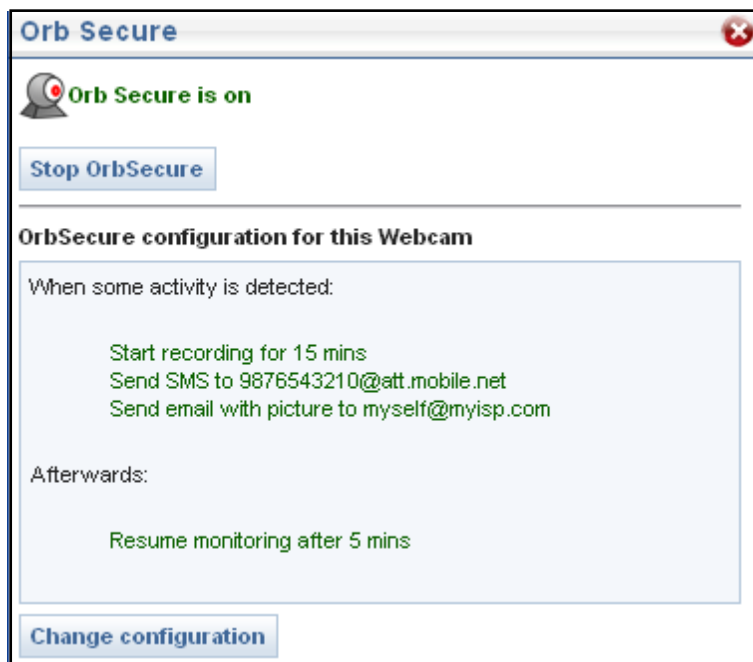 Orb Secure
Orb Secure is on
Stop OrbSecure
OrbSecure configuration for this Webcam
When some activity is detected:
Start recording for 15 mins
Send SMS to 9876543210@att.mobile.net
Send email with picture to myself@myisp.com
Afterwards:
Resume monitoring after 5 mins
Change configuration